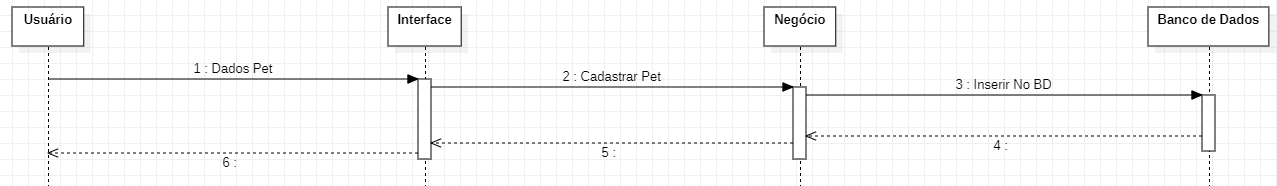 Usuário
Interface
Negócio
Banco de Dados
1 : Dados Pet
2 : Cadastrar Pet
3 : Inserir No BD
4 :
5 :
6 :